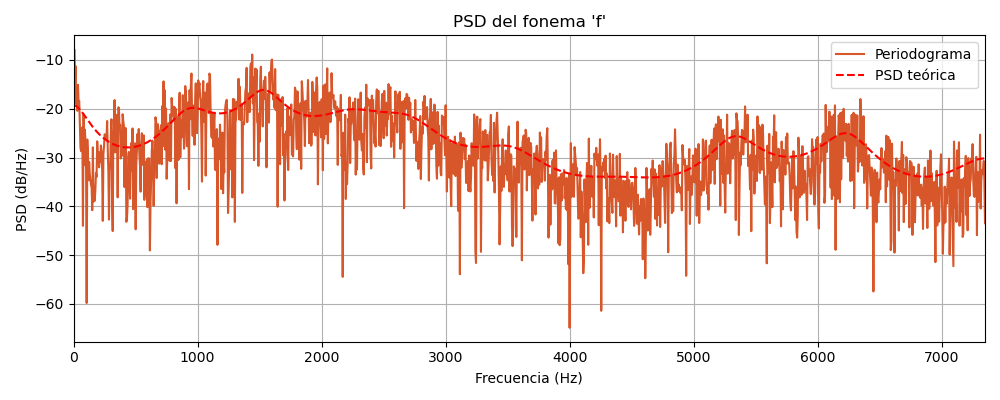 PSD del fonema 'f'
PSD (dB/Hz)
−10
−20
−30
−40
−50
−60
Periodograma
PSD teórica
0 1000 2000 3000 4000 5000 6000 7000
Frecuencia (Hz)